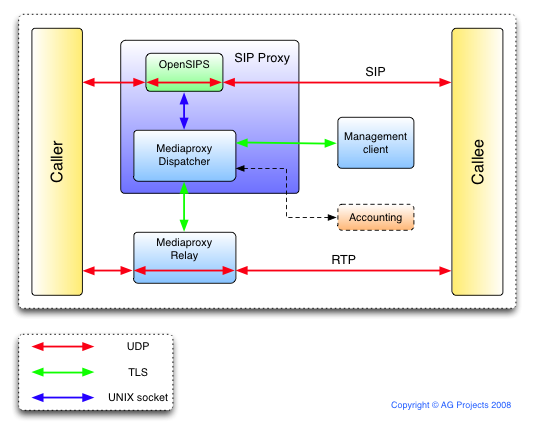 OpenSIPS
SIP Proxy
SIP
Caller
Mediaproxy
Dispatcher
Management
client
Callee
Accounting
Mediaproxy
Relay
RTP
UDP
TLS
UNIX socket
Copyright © AG Projects 2008